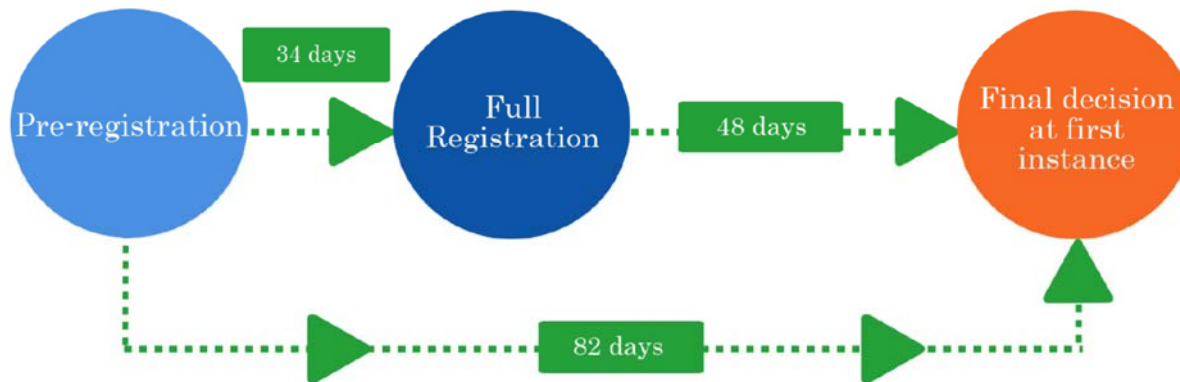 34 days
Pre-registration
Full
Registration
48 days
Final decision
at first
instance
82 days